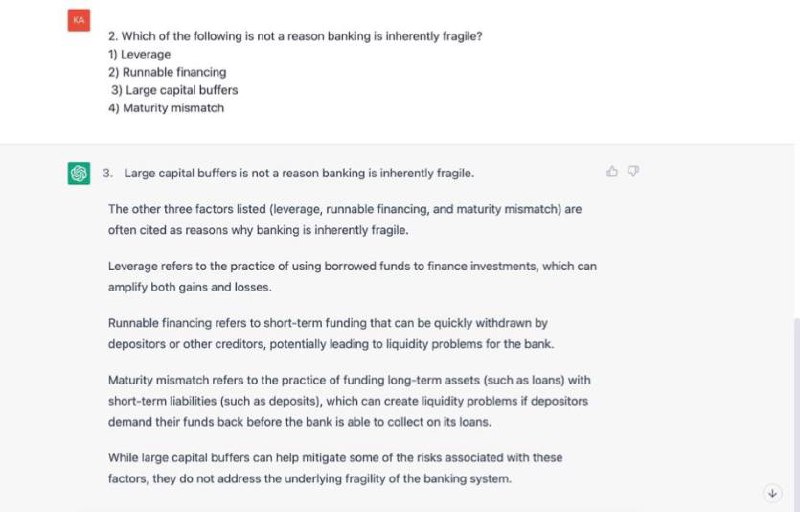 KA
2. Which of the following is not a reason banking is inherently fragile?
1) Leverage
2) Runnable financing
3) Large capital buffers
4) Maturity mismatch
3. Large capital buffers is not a reason banking is inherently fragile.
The other three factors listed (leverage, runnable financing, and maturity mismatch) are
often cited as reasons why banking is inherently fragile.
Leverage refers to the practice of using borrowed funds to finance investments, which can
amplify both gains and losses.
Runnable financing refers to short-term funding that can be quickly withdrawn by
depositors or other creditors, potentially leading to liquidity problems for the bank.
Maturity mismatch refers to the practice of funding long-term assets (such as loans) with
short-term liabilities (such as deposits), which can create liquidity problems if depositors
demand their funds back before the bank is able to collect on its loans.
While large capital buffers can help mitigate some of the risks associated with these
factors, they do not address the underlying fragility of the banking system.